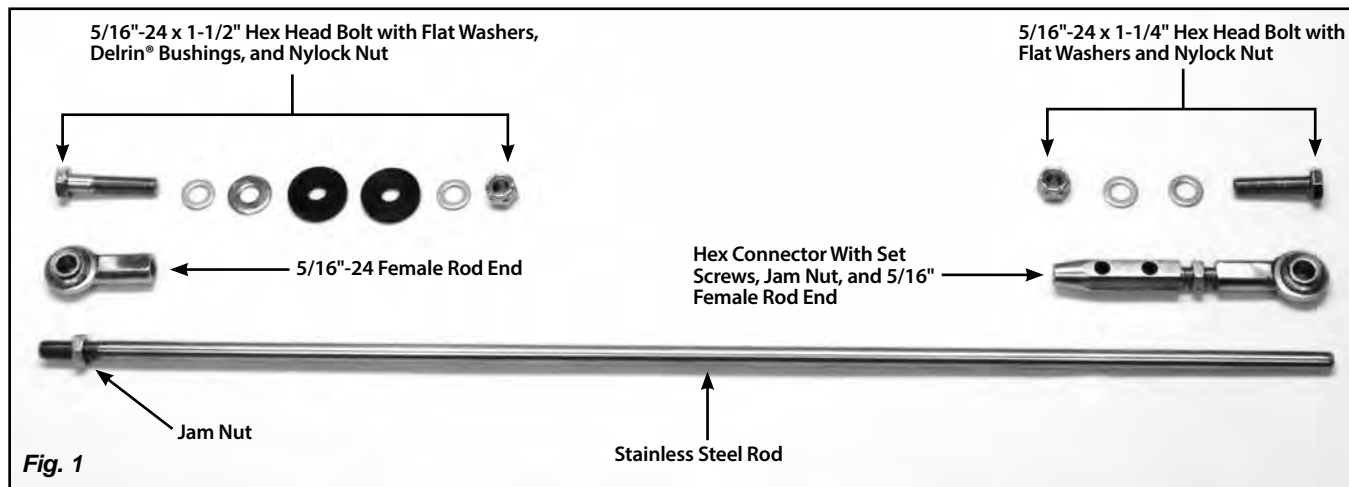 5/16"-24 x 1-1/2" Hex Head Bolt with Flat Washers,
Delrin® Bushings, and Nylock Nut
5/16"-24 x 1-1/4" Hex Head Bolt with
Flat Washers and Nylock Nut
5/16"-24 Female Rod End
Hex Connector With Set
Screws, Jam Nut, and 5/16"
Female Rod End
Jam Nut
Stainless Steel Rod
Fig. 1